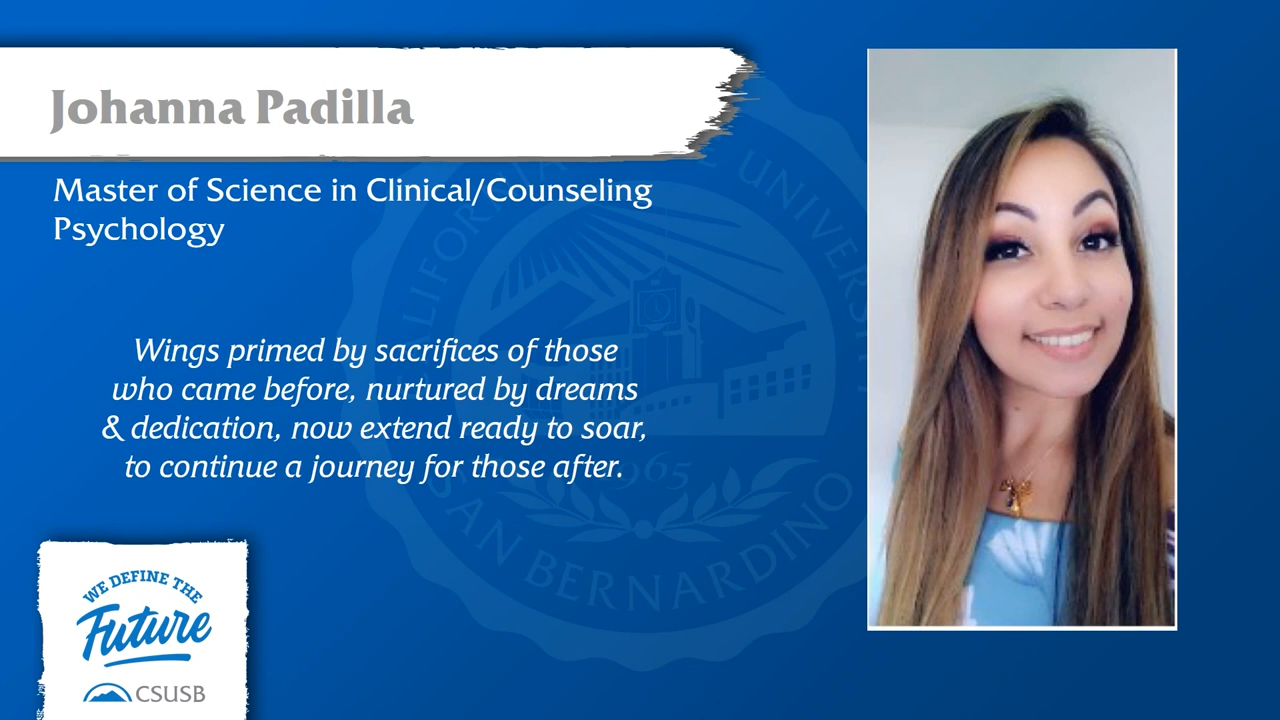 Johanna Padilla
Master of Science in Clinical/Counseling
Psychology
Wings primed by sacrifices of those
who came before, nurtured by dreams
& dedication, now extend ready to soar,
to continue a journey for those after.
WE DEFINE THE
Future
CSUSB
SAN BERNARDINO